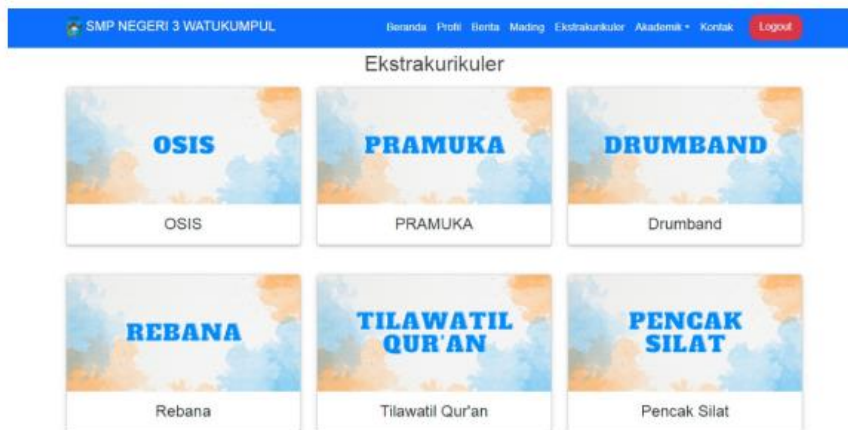 SMP NEGERI 3 WATUKUMPUL Beranda Profil Berita Mading Ekstrakurikuler Akademik Kontak Logout
Ekstrakurikuler
OSIS PRAMUKA DRUMBAND
OSIS PRAMUKA Drumband
REBANA TILAWATIL QUR'AN PENCAK SILAT
Rebana Tilawatil Qur'an Pencak Silat